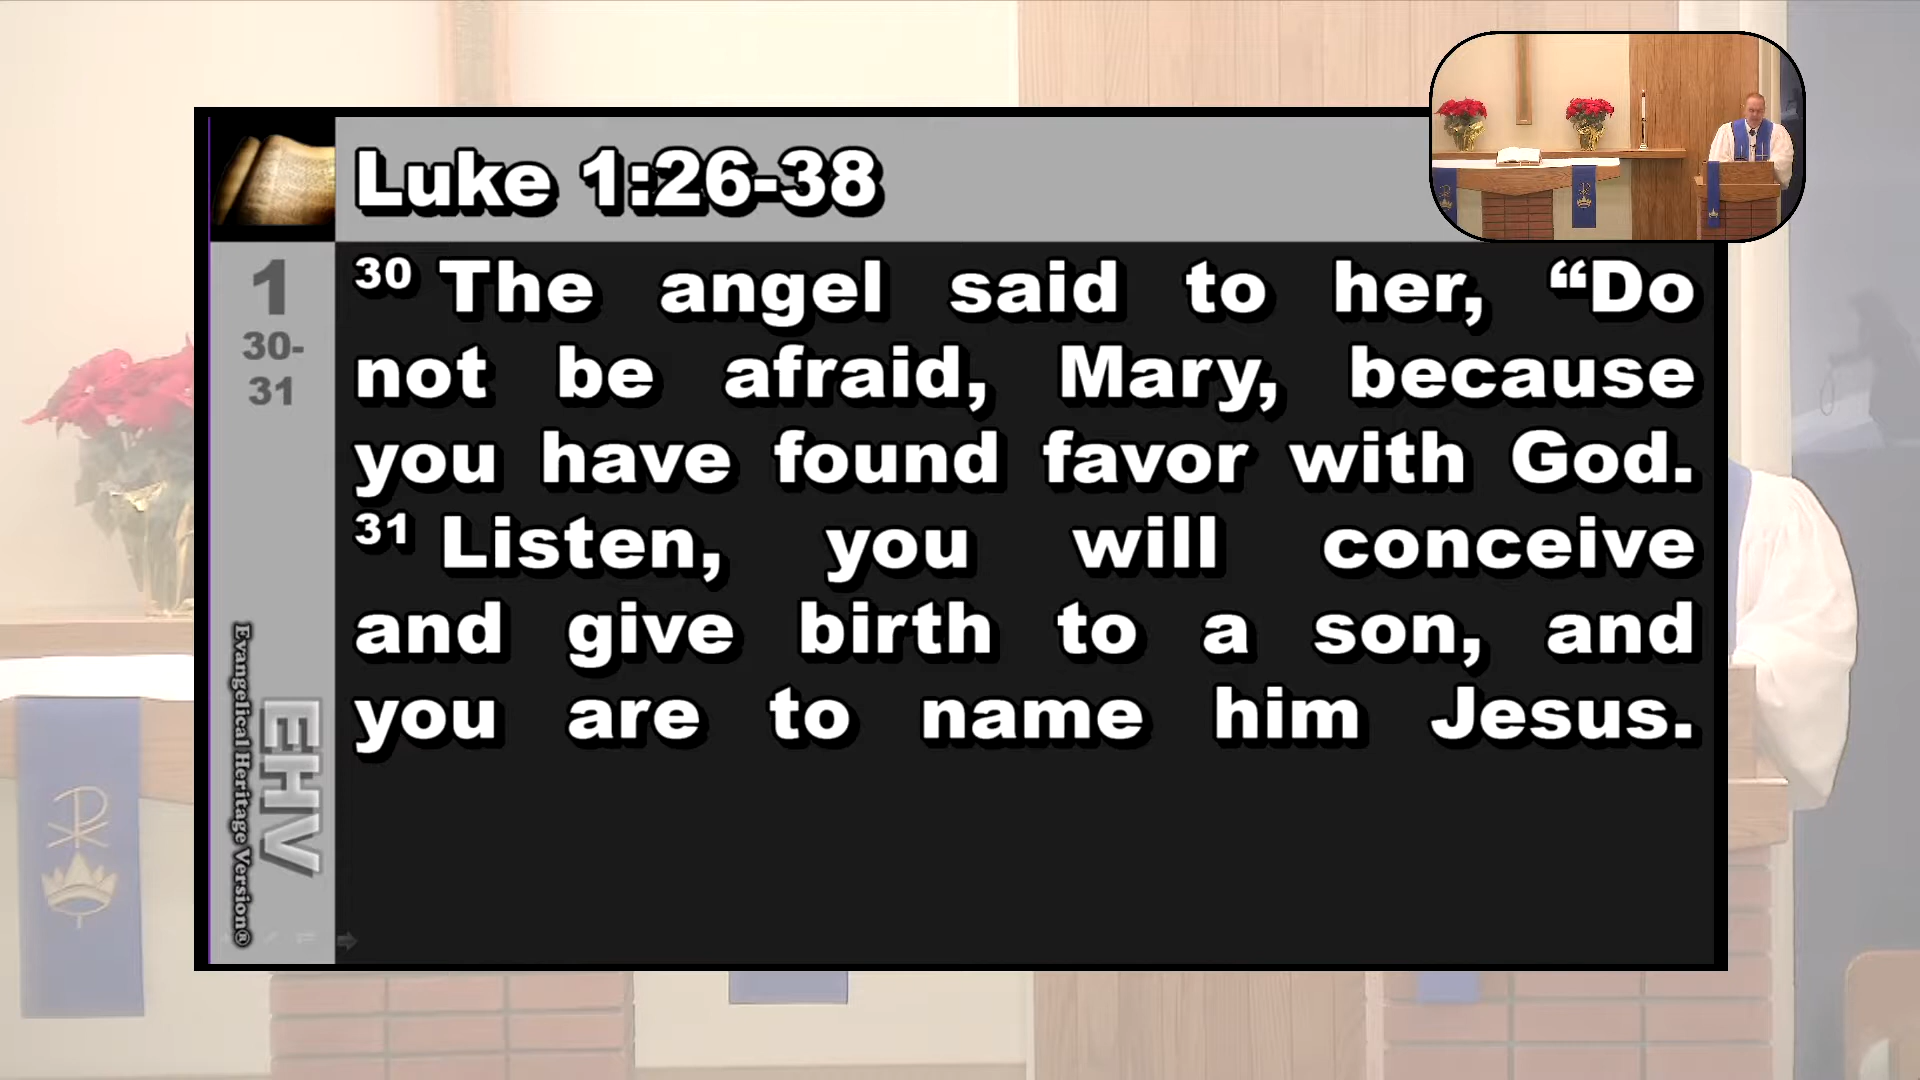 Luke 1:26-38
1
30-
31
30 The angel said to her, “Do
not be afraid, Mary, because
you have found favor with God.
31 Listen, you will conceive
and give birth to a son, and
you are to name him Jesus.
EHV
Evangelical Heritage Version®